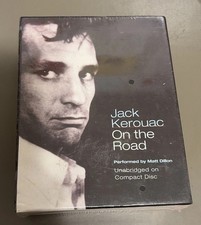 Jack
Kerouac
On the
Road
Performed by Matt Dillon
Unabridged on
Compact Disc